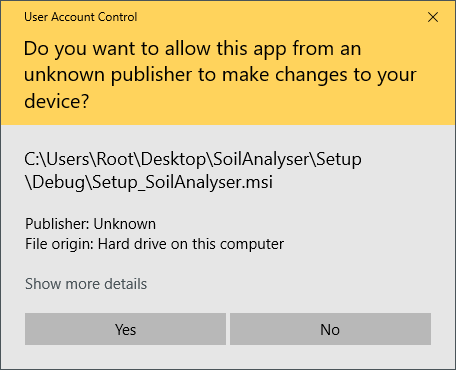 User Account Control
Do you want to allow this app from an
unknown publisher to make changes to your
device?
C:\Users\Root\Desktop\SoilAnalyser\Setup
\Debug\Setup_SoilAnalyser.msi
Publisher: Unknown
File origin: Hard drive on this computer
Show more details
Yes
No